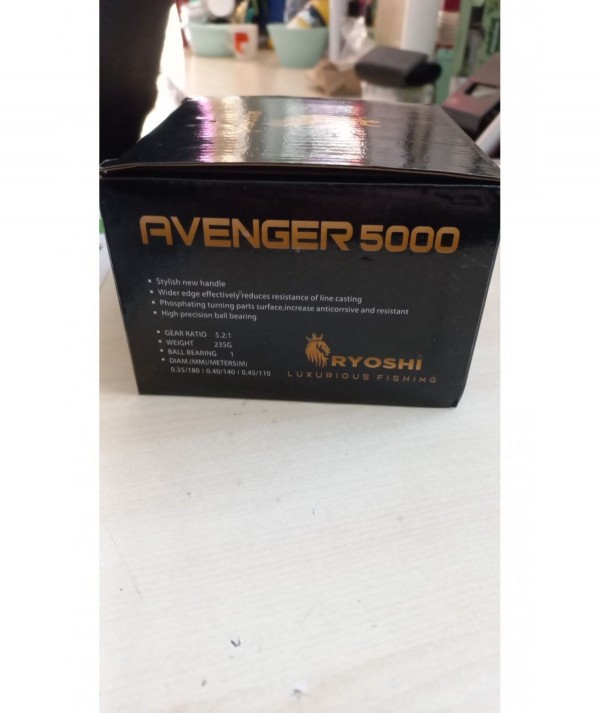 AVENGER 5000
Stylish new handle
Wider edge effectively reduces resistance of line casting
Phosphating turning parts surface,increase anticorrsive and resistant
High precision ball bearing
GEAR RATIO 5.2:1
WEIGHT 235G
BALL BEARING 1
DIAM.(MM)/METERS(M)
0.35/180 | 0.40/140 | 0.45/110
RYOSHI
LUXURIOUS FISHING